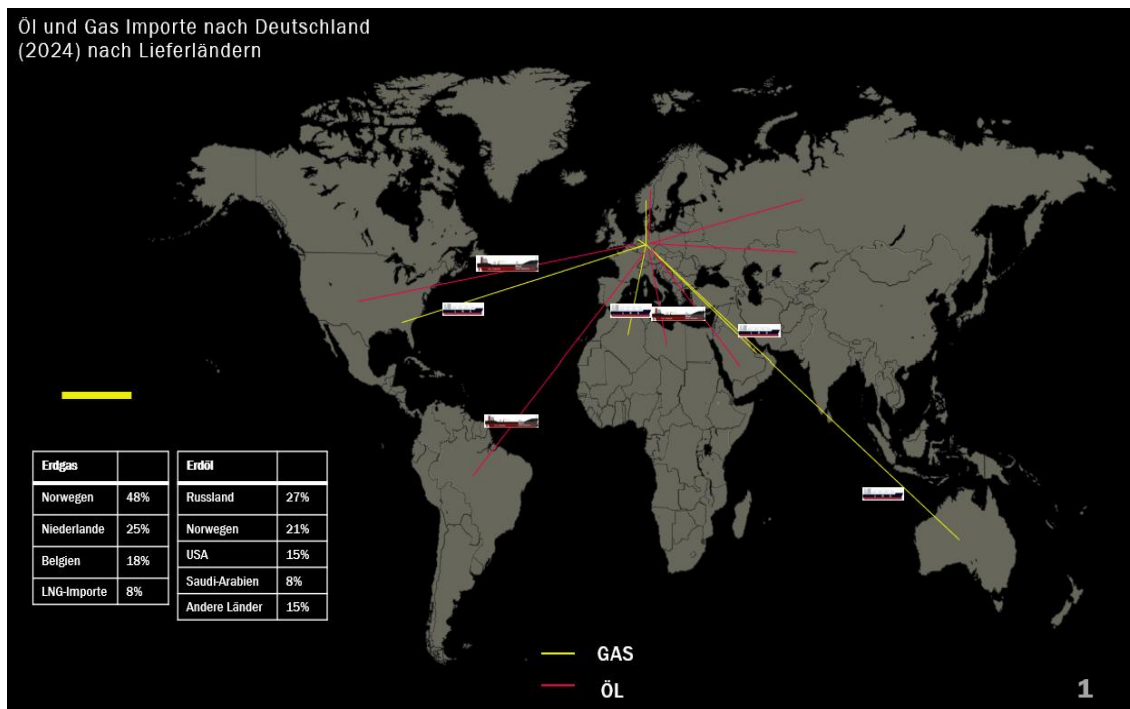 Öl und Gas Importe nach Deutschland
(2024) nach Lieferländern
Erdgas
Norwegen 48%
Niederlande 25%
Belgien 18%
LNG-Importe 8%
Erdöl
Russland 27%
Norwegen 21%
USA 15%
Saudi-Arabien 8%
Andere Länder 15%
GAS
ÖL
1